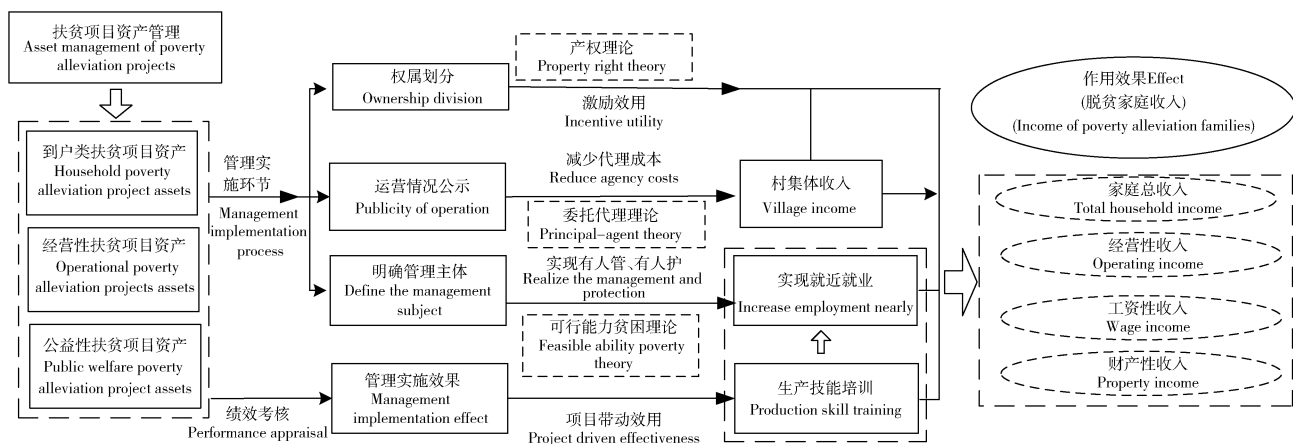 扶贫项目资产管理
Asset management of poverty
alleviation projects
到户类扶贫项目资产
Household poverty
alleviation project assets
经营性扶贫项目资产
Operational poverty
alleviation projects assets
公益性扶贫项目资产
Public welfare poverty
alleviation project assets
管理实
施环节
Management
implementation
process
绩效考核
Performance appraisal
权属划分
Ownership division
运营情况公示
Publicity of operation
明确管理主体
Define the management
subject
管理实施效果
Management
implementation effect
产权理论
Property right theory
激励效用
Incentive utility
减少代理成本
Reduce agency costs
委托代理理论
Principal-agent theory
实现有人管、有人护
Realize the management and
protection
可行能力贫困理论
Feasible ability poverty
theory
项目带动效用
Project driven effectiveness
村集体收入
Village income
实现就近就业
Increase employment nearly
生产技能培训
Production skill training
作用效果Effect
(脱贫家庭收入)
(Income of poverty alleviation families)
家庭总收入
Total household income
经营性收入
Operating income
工资性收入
Wage income
财产性收入
Property income